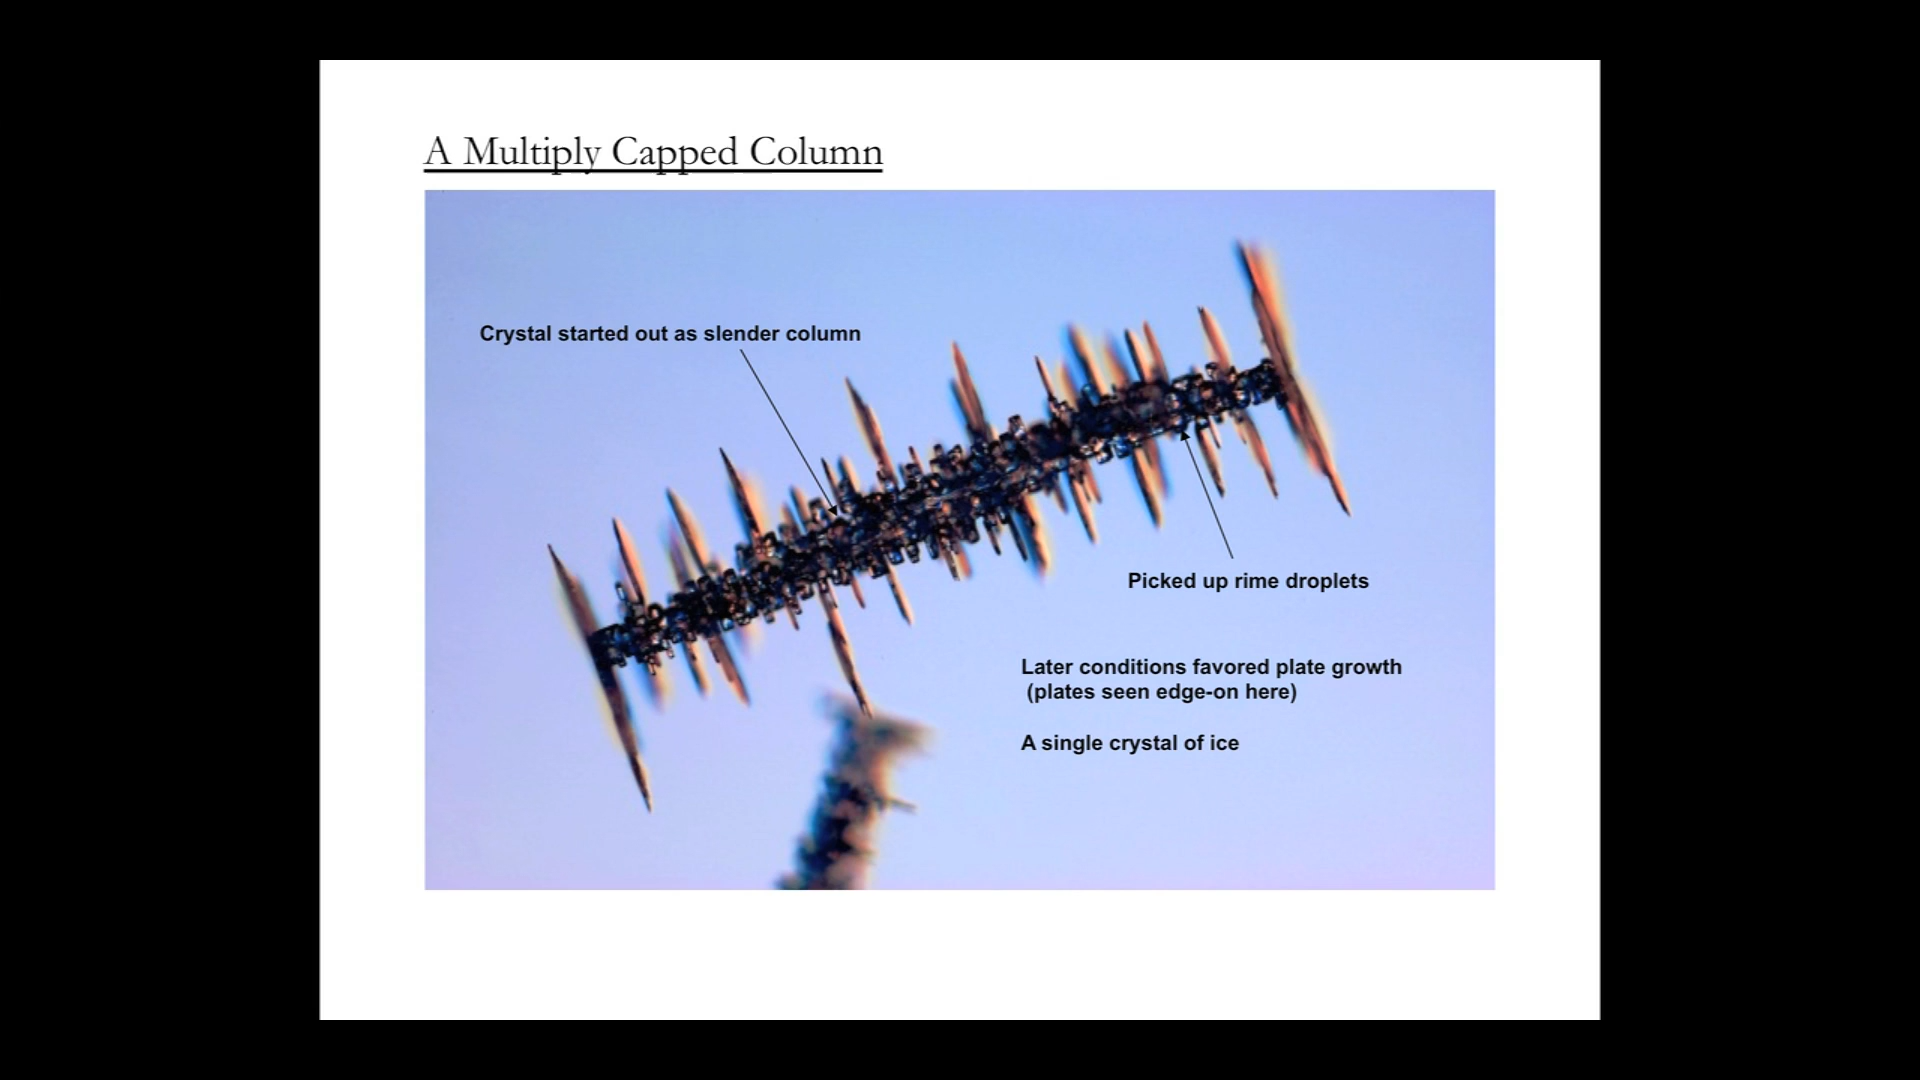 A Multiply Capped Column
Crystal started out as slender column
Picked up rime droplets
Later conditions favored plate growth
(plates seen edge-on here)
A single crystal of ice